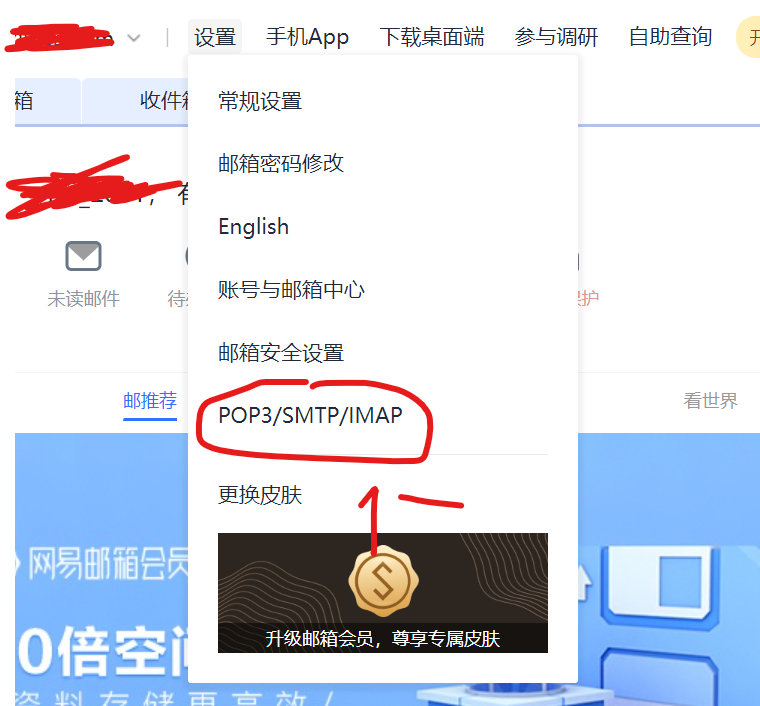 设置 手机App 下载桌面端 参与调研 自助查询
箱 收件
常规设置
邮箱密码修改
English
有
未读邮件 待
账号与邮箱中心
护
邮箱安全设置
邮推荐
POP3/SMTP/IMAP
看世界
更换皮肤
网易邮箱会员
0倍空间
升级邮箱会员，尊享专属皮肤
资料存储更高效